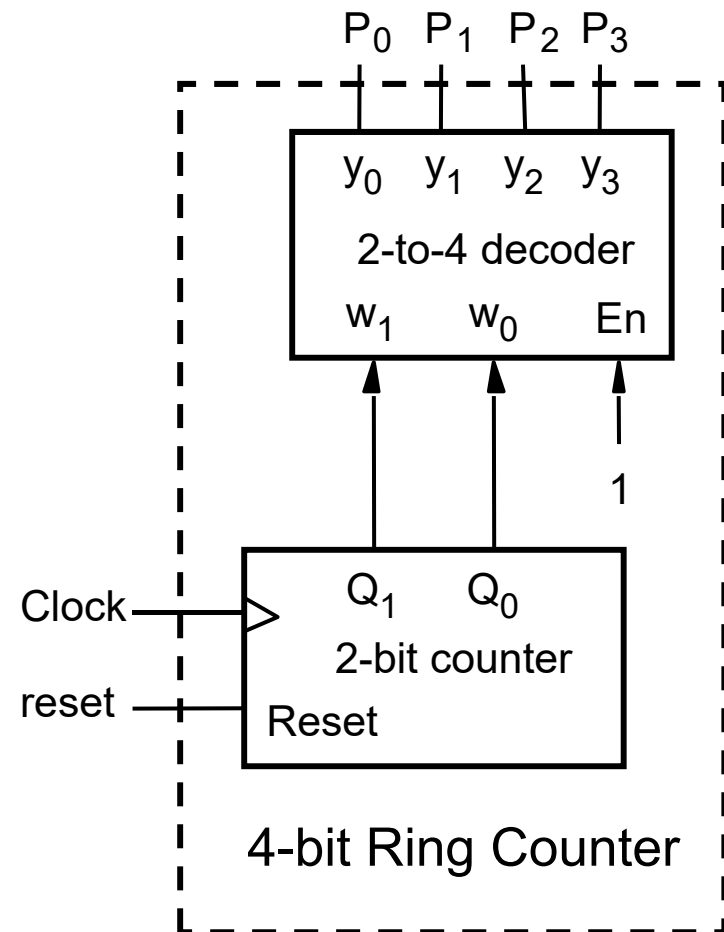 P0 P1 P2 P3
y0 y1 y2 y3
2-to-4 decoder
w1 w0 En
1
Clock
Q1 Q0
2-bit counter
reset
Reset
4-bit Ring Counter